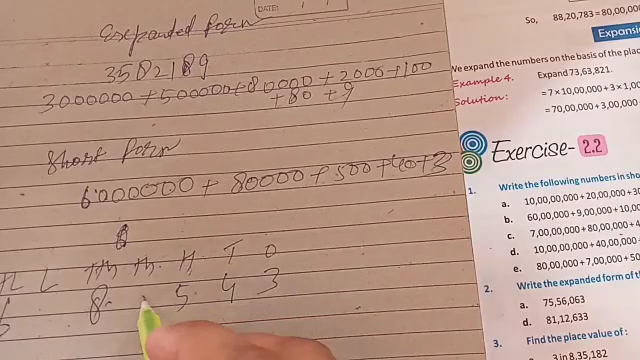 DATE:
Expanded form
3582189
3000000 + 500000 + 80000 + 2000 + 100
+ 80 + 9
Short form
6000000 + 80000 + 500 + 40 + 3
L TTh Th H T O
8 5 4 3
So, 88,20,783 = 80,00,00
Expansi
We expand the numbers on the basis of the plac
Example 4. Expand 73,63,821.
Solution: = 7 × 10,00,000 + 3 × 1,00
= 70,00,000 + 3,00,000
Exercise- 2.2
1. Write the following numbers in sho
a. 10,00,00,000 + 20,00,000 + 30
b. 60,00,000 + 9,00,000 + 10,00
c. 7,00,00,000 + 80,00,000 + 4
d. 10,00,00,000 + 40,00,000 +
e. 80,00,000 + 7,00,000 + 50
2. Write the expanded form of th
a. 75,56,063
d. 81,12,633
3. Find the place value of:
3 in 8,35,182